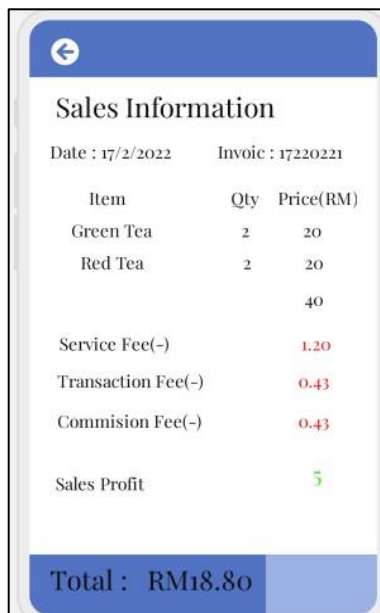 Sales Information
Date : 17/2/2022 Invoic : 17220221
Item Qty Price(RM)
Green Tea 2 20
Red Tea 2 20
40
Service Fee(-) 1.20
Transaction Fee(-) 0.43
Commision Fee(-) 0.43
Sales Profit 5
Total : RM18.80